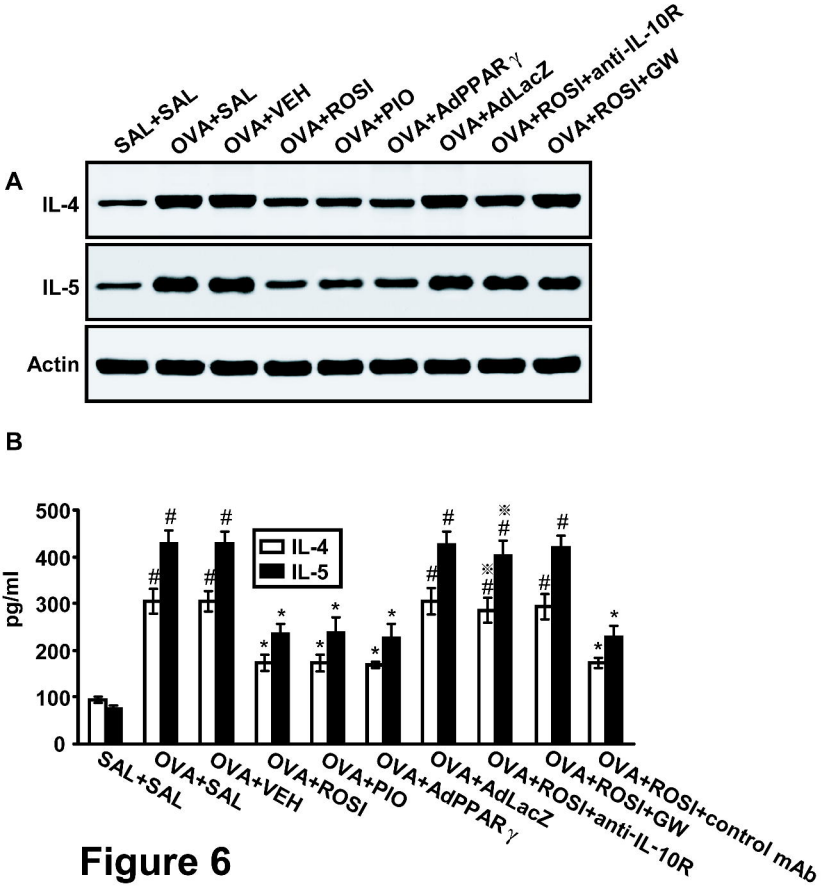 SAL+SAL
OVA+SAL
OVA+VEH
OVA+ROSI
OVA+PIO
OVA+AdPPARγ
OVA+AdLacZ
OVA+ROSI+anti-IL-10R
OVA+ROSI+GW
A
IL-4
IL-5
Actin
B
pg/ml
500
400
300
200
100
0
IL-4
IL-5
# #
# #
* *
* *
* *
# #
※ ※
# #
# #
* *
SAL+SAL
OVA+SAL
OVA+VEH
OVA+ROSI
OVA+PIO
OVA+AdPPARγ
OVA+AdLacZ
OVA+ROSI+anti-IL-10R
OVA+ROSI+GW
OVA+ROSI+control mAb
Figure 6